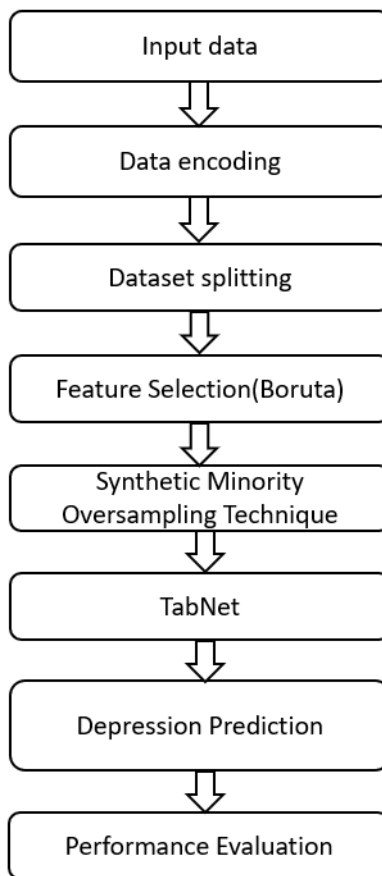 Input data
Data encoding
Dataset splitting
Feature Selection(Boruta)
Synthetic Minority
Oversampling Technique
TabNet
Depression Prediction
Performance Evaluation